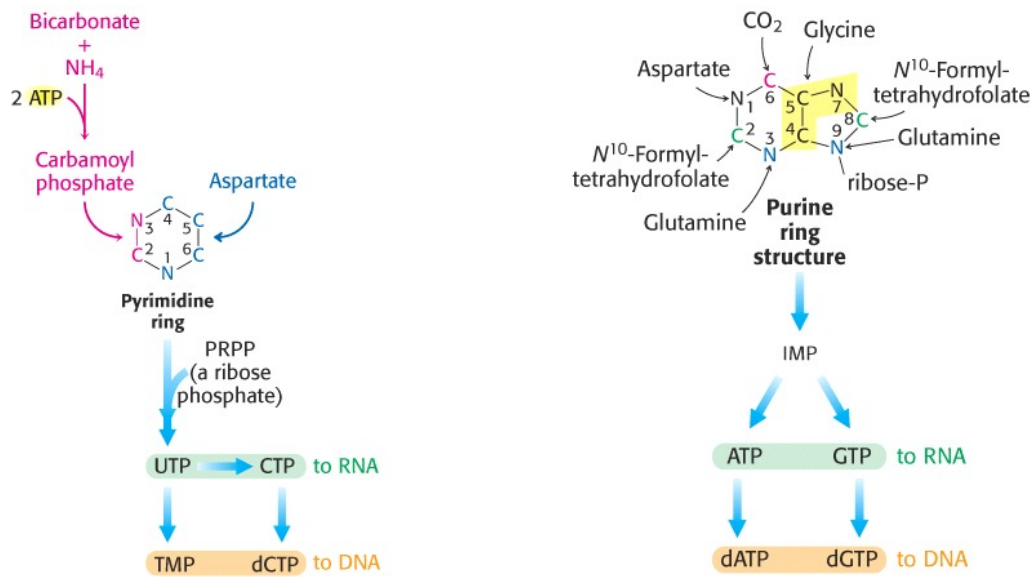 Bicarbonate
+
NH₄
2 ATP
Carbamoyl
phosphate
Aspartate
C
N
3
4
5
C
C
2
1
6
C
N
Pyrimidine
ring
PRPP
(a ribose
phosphate)
UTP
CTP
to RNA
TMP
dCTP
to DNA
CO₂
Glycine
Aspartate
N¹⁰-Formyl-
tetrahydrofolate
C
6
N
1
5
C
N
7
C
2
3
4
C
8
C
9
N
N
N¹⁰-Formyl-
tetrahydrofolate
Glutamine
ribose-P
Glutamine
Purine
ring
structure
IMP
ATP
GTP
to RNA
dATP
dGTP
to DNA